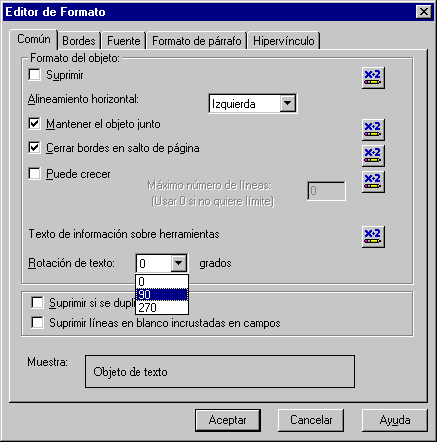 Editor de Formato
Común Bordes Fuente Formato de párrafo Hipervínculo
Formato del objeto:
Suprimir X+2
Alineamiento horizontal: Izquierda
Mantener el objeto junto X+2
Cerrar bordes en salto de página X+2
Puede crecer X+2
Máximo número de líneas: 0
(Usar 0 si no quiere límite)
Texto de información sobre herramientas X+2
Rotación de texto: 0 grados
0
90
270
Suprimir si se dupli
Suprimir líneas en blanco incrustadas en campos
Muestra: Objeto de texto
Aceptar Cancelar Ayuda